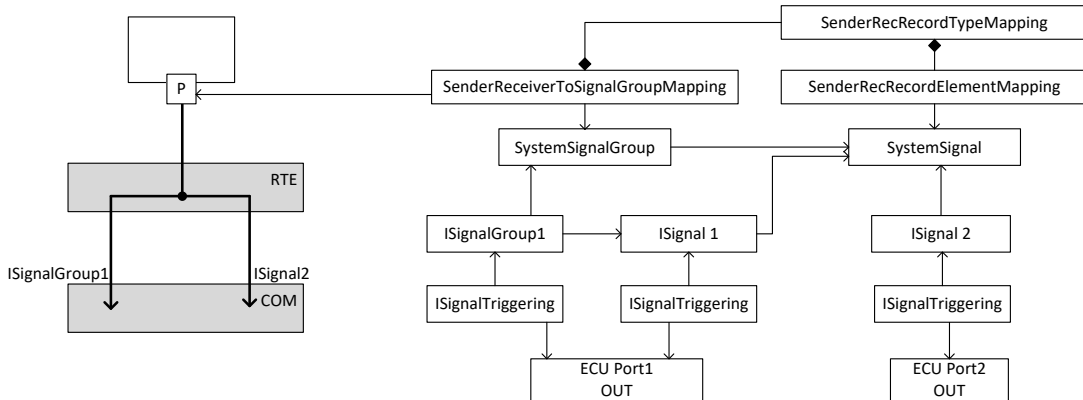 P
RTE
ISignalGroup1
ISignal2
COM
SenderRecRecordTypeMapping
SenderReceiverToSignalGroupMapping
SenderRecRecordElementMapping
SystemSignalGroup
SystemSignal
ISignalGroup1
ISignal 1
ISignal 2
ISignalTriggering
ISignalTriggering
ISignalTriggering
ECU Port1
OUT
ECU Port2
OUT